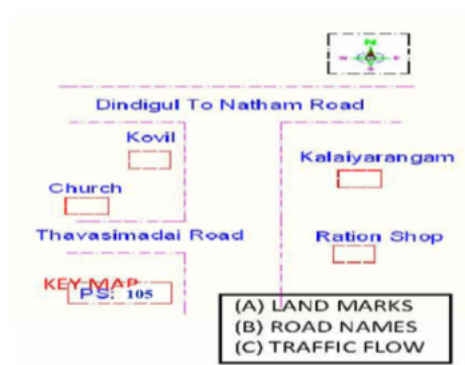 N
W E
S
Dindigul To Natham Road
Kovil
Kalaiyarangam
Church
Thavasimadai Road
Ration Shop
KEY MAP
PS: 105
(A) LAND MARKS
(B) ROAD NAMES
(C) TRAFFIC FLOW